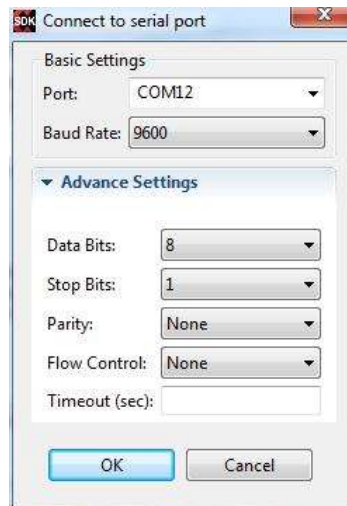 SDK Connect to serial port
Basic Settings
Port: COM12
Baud Rate: 9600
Advance Settings
Data Bits: 8
Stop Bits: 1
Parity: None
Flow Control: None
Timeout (sec):
OK Cancel